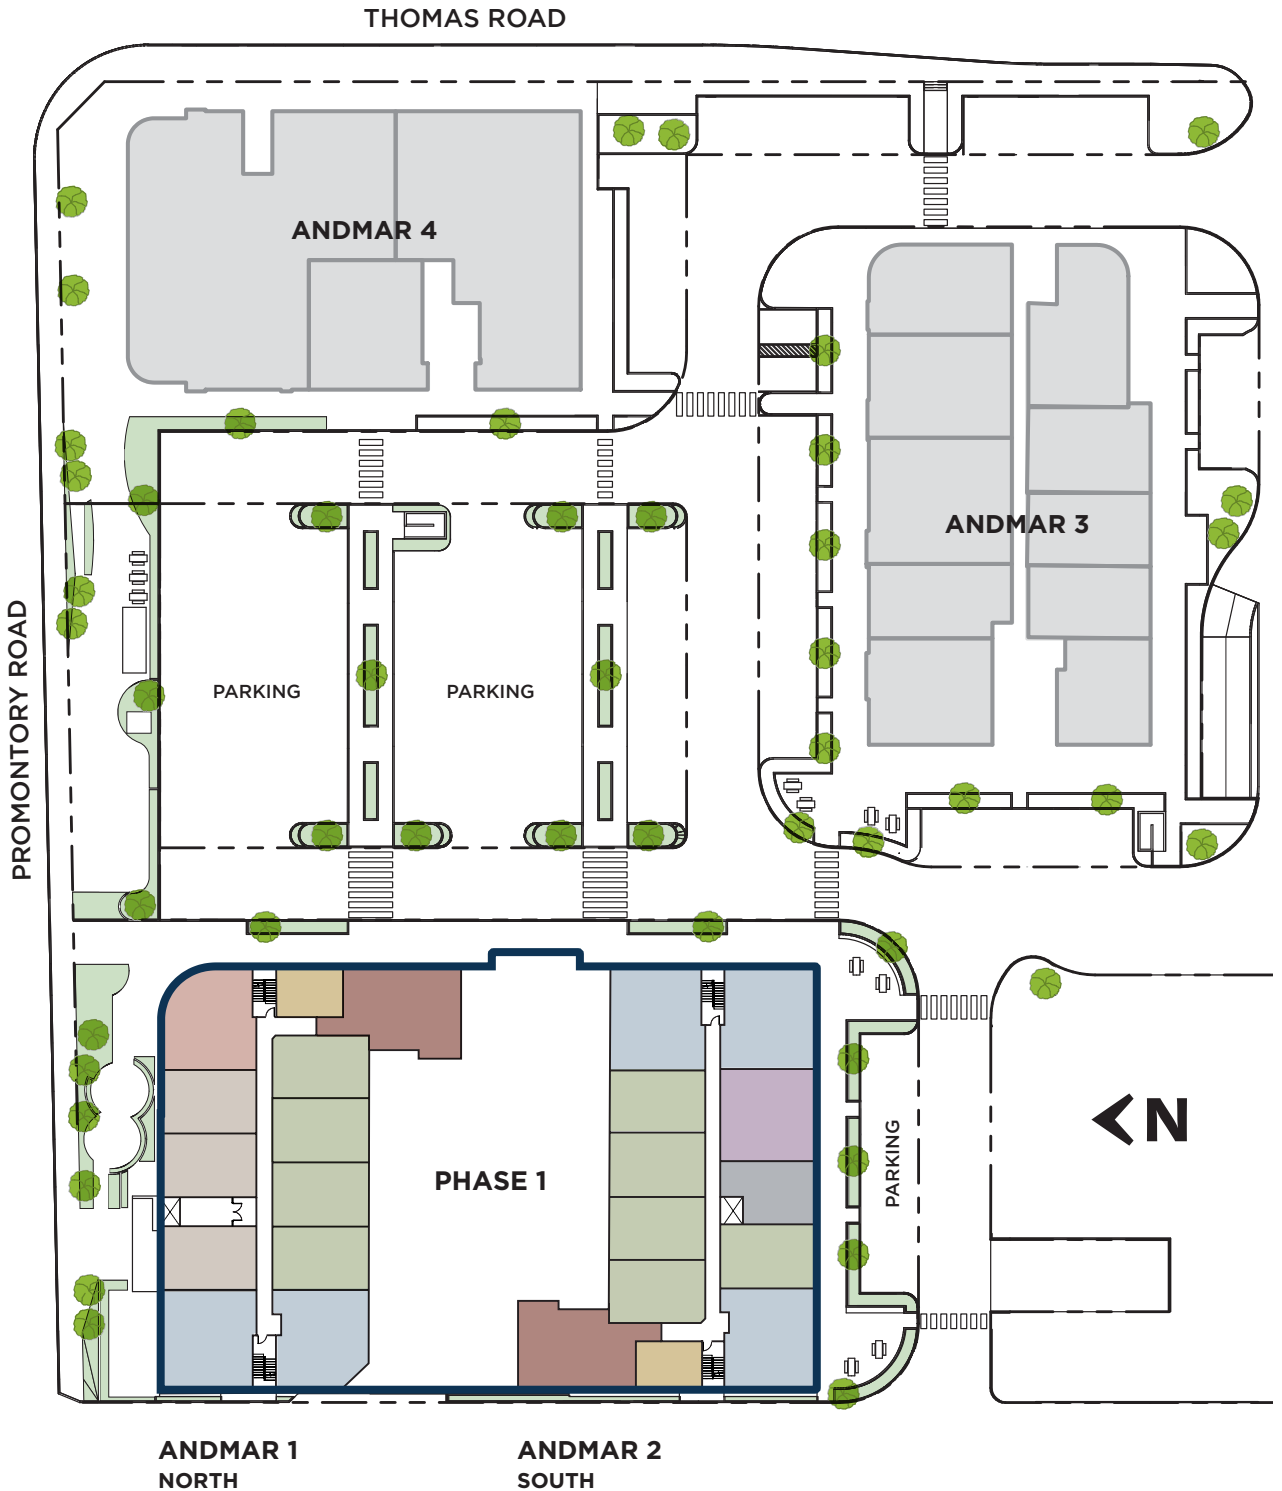 THOMAS ROAD
ANDMAR 4
ANDMAR 3
PROMONTORY ROAD
PARKING
PARKING
N
PARKING
PHASE 1
ANDMAR 1
NORTH
ANDMAR 2
SOUTH